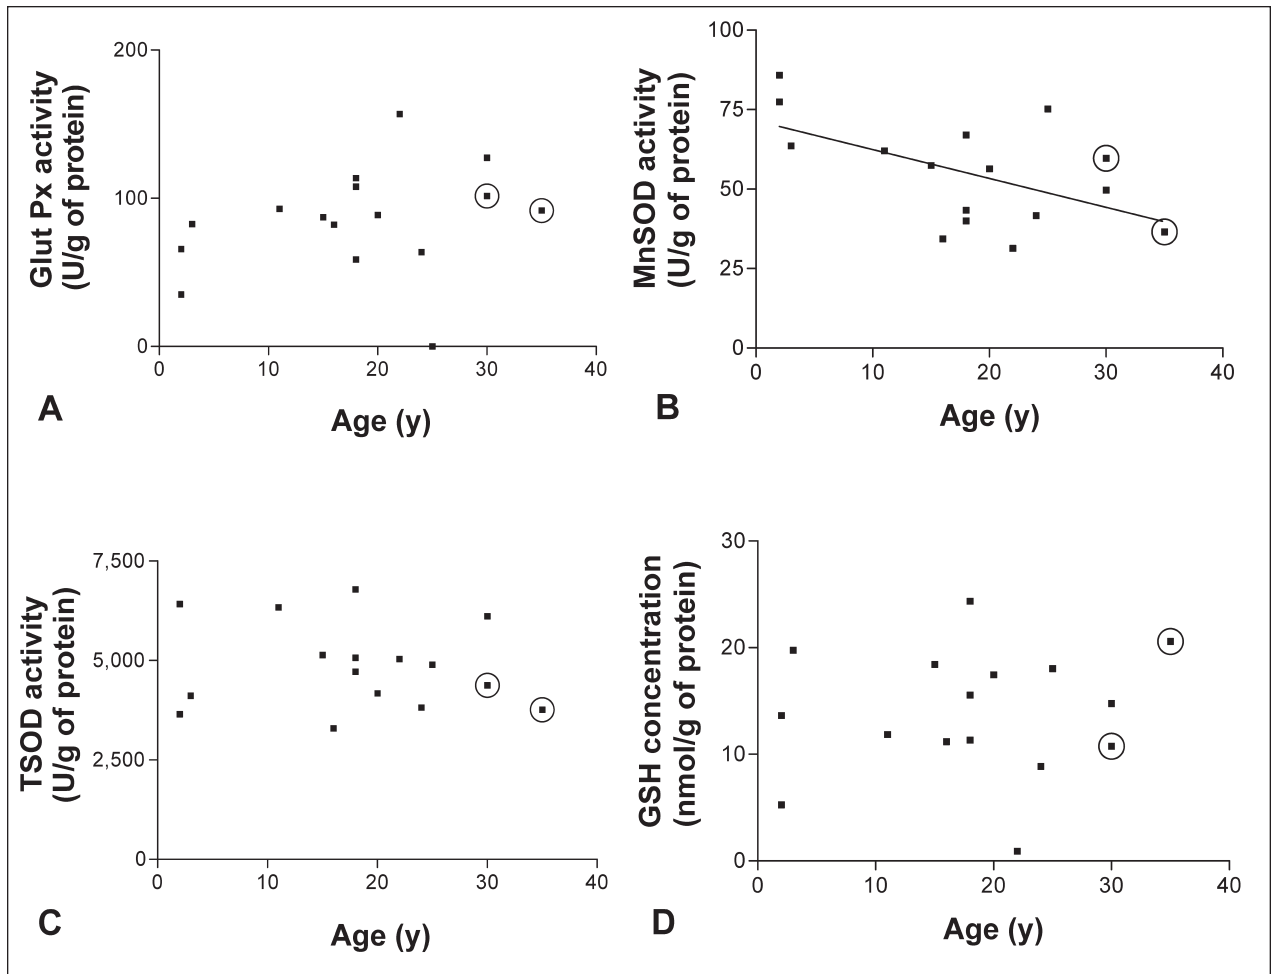 Glut Px activity
(U/g of protein)
200
100
0
0 10 20 30 40
Age (y)
A
MnSOD activity
(U/g of protein)
100
75
50
25
0
0 10 20 30 40
Age (y)
B
TSOD activity
(U/g of protein)
7,500
5,000
2,500
0
0 10 20 30 40
Age (y)
C
GSH concentration
(nmol/g of protein)
30
20
10
0
0 10 20 30 40
Age (y)
D